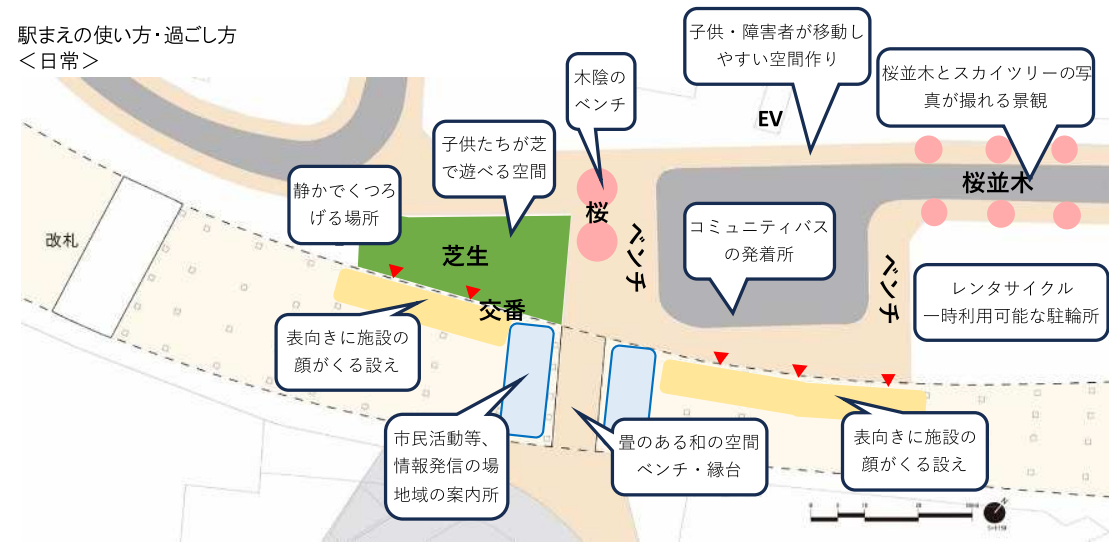 駅まえの使い方・過ごし方
＜日常＞
子供・障害者が移動し
やすい空間作り
木陰の
ベンチ
桜並木とスカイツリーの写
真が撮れる景観
EV
子供たちが芝
で遊べる空間
静かでくつろ
げる場所
桜並木
桜
ベンチ
コミュニティバス
の発着所
改札
芝生
ベンチ
レンタサイクル
一時利用可能な駐輪所
交番
表向きに施設の
顔がくる設え
市民活動等、
情報発信の場
地域の案内所
畳のある和の空間
ベンチ・縁台
表向きに施設の
顔がくる設え